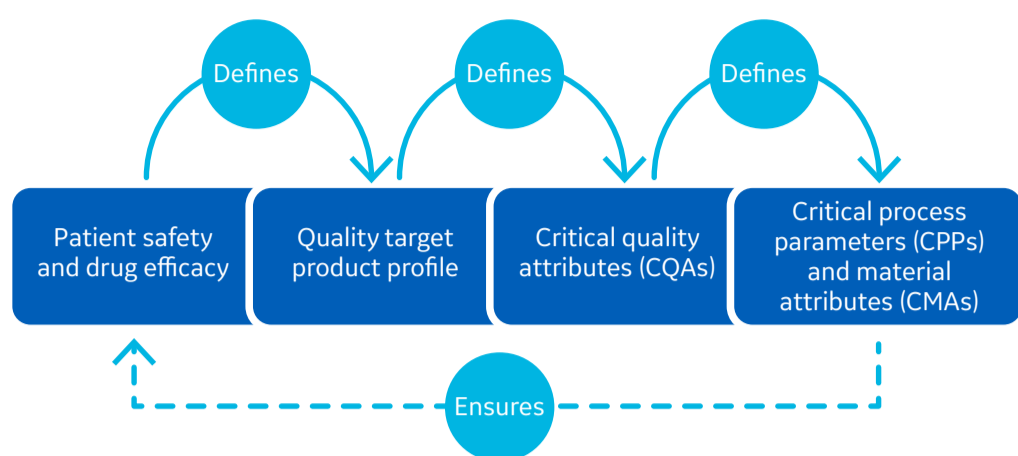 Defines
Defines
Defines
Patient safety
and drug efficacy
Quality target
product profile
Critical quality
attributes (CQAs)
Critical process
parameters (CPPs)
and material
attributes (CMAs)
Ensures